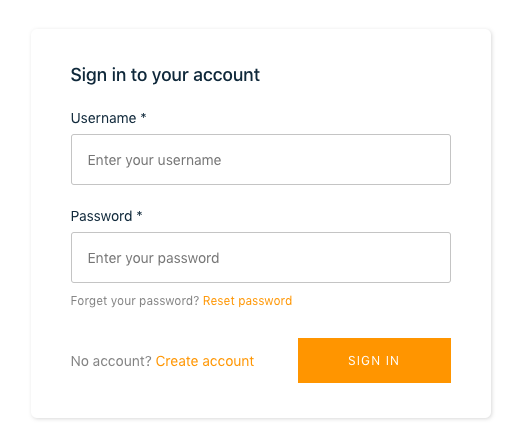 Sign in to your account
Username *
Enter your username
Password *
Enter your password
Forget your password? Reset password
No account? Create account
SIGN IN